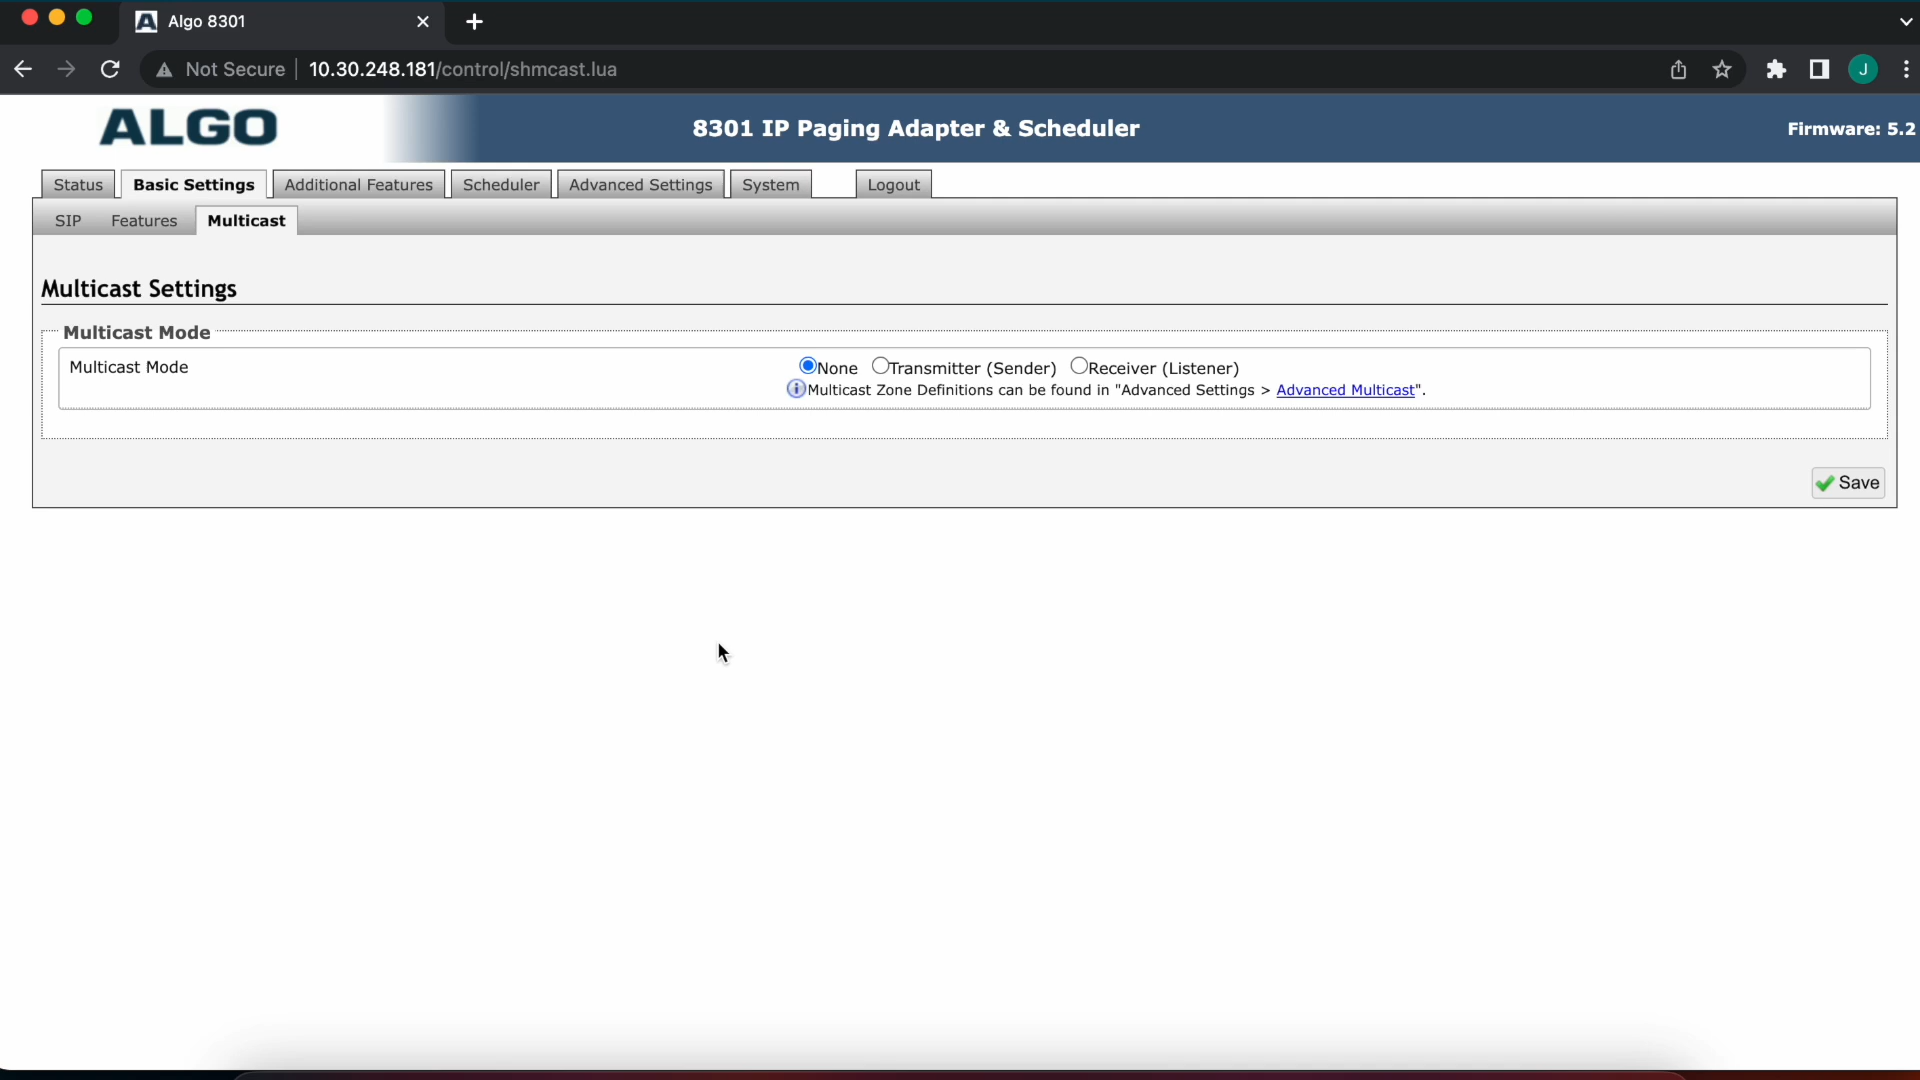 Algo 8301
Not Secure 10.30.248.181/control/shmcast.lua
J
ALGO
8301 IP Paging Adapter & Scheduler
Firmware: 5.2
Status Basic Settings Additional Features Scheduler Advanced Settings System Logout
SIP Features Multicast
Multicast Settings
Multicast Mode
Multicast Mode None Transmitter (Sender) Receiver (Listener)
Multicast Zone Definitions can be found in "Advanced Settings > Advanced Multicast".
Save